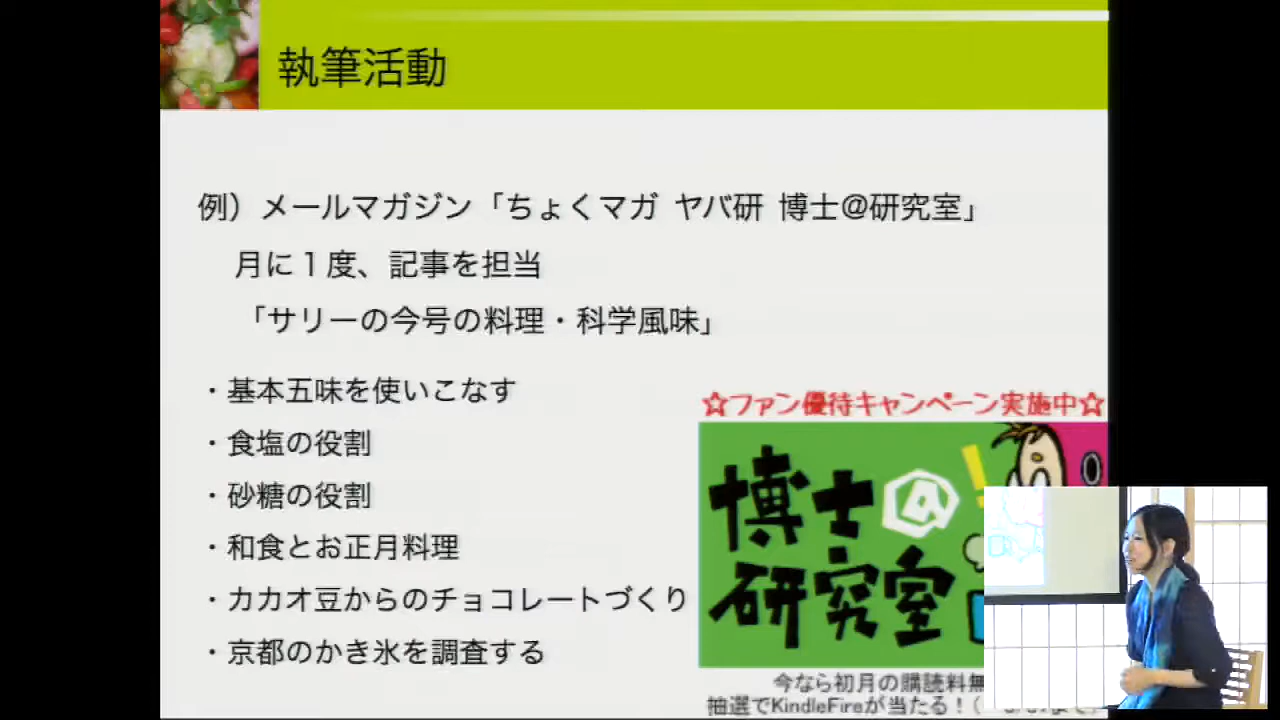 執筆活動
例）メールマガジン「ちょくマガ ヤバ研 博士@研究室」
月に１度、記事を担当
「サリーの今号の料理・科学風味」
・基本五味を使いこなす
・食塩の役割
・砂糖の役割
・和食とお正月料理
・カカオ豆からのチョコレートづくり
・京都のかき氷を調査する
☆ファン優待キャンペーン実施中☆
博士@
研究室
!
今なら初月の購読料無
抽選でKindleFireが当たる！（